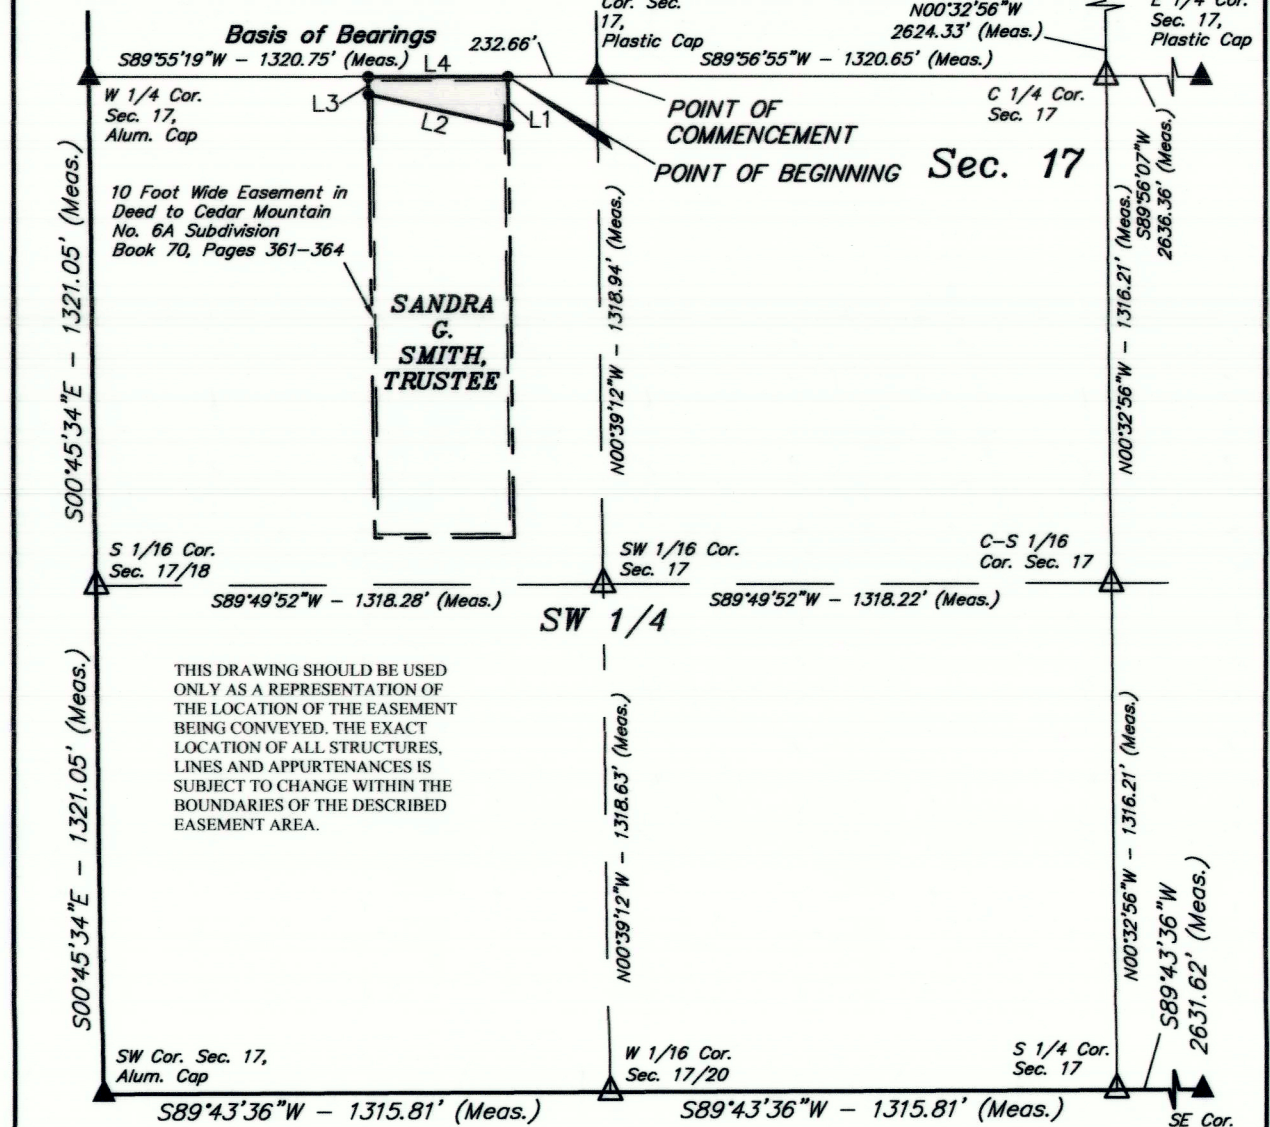 Cor. Sec.
17,
Plastic Cap
N00°32'56"W
2624.33' (Meas.)
E 1/4 Cor.
Sec. 17,
Plastic Cap
Basis of Bearings
S89°55'19"W - 1320.75' (Meas.)
L4
232.66'
S89°56'55"W - 1320.65' (Meas.)
W 1/4 Cor.
Sec. 17,
Alum. Cap
L3
L2
L1
POINT OF
COMMENCEMENT
POINT OF BEGINNING
C 1/4 Cor.
Sec. 17
Sec. 17
S89°56'07"W
2636.36' (Meas.)
10 Foot Wide Easement in
Deed to Cedar Mountain
No. 6A Subdivision
Book 70, Pages 361-364
S00°45'34"E - 1321.05' (Meas.)
SANDRA
G.
SMITH,
TRUSTEE
N00°39'12"W - 1318.94' (Meas.)
N00°32'56"W - 1316.21' (Meas.)
S 1/16 Cor.
Sec. 17/18
SW 1/16 Cor.
Sec. 17
C-S 1/16
Cor. Sec. 17
S89°49'52"W - 1318.28' (Meas.)
S89°49'52"W - 1318.22' (Meas.)
SW 1/4
THIS DRAWING SHOULD BE USED
ONLY AS A REPRESENTATION OF
THE LOCATION OF THE EASEMENT
BEING CONVEYED. THE EXACT
LOCATION OF ALL STRUCTURES,
LINES AND APPURTENANCES IS
SUBJECT TO CHANGE WITHIN THE
BOUNDARIES OF THE DESCRIBED
EASEMENT AREA.
S00°45'34"E - 1321.05' (Meas.)
N00°39'12"W - 1318.63' (Meas.)
N00°32'56"W - 1316.21' (Meas.)
S89°43'36"W
2631.62' (Meas.)
SW Cor. Sec. 17,
Alum. Cap
W 1/16 Cor.
Sec. 17/20
S 1/4 Cor.
Sec. 17
S89°43'36"W - 1315.81' (Meas.)
S89°43'36"W - 1315.81' (Meas.)
SE Cor.